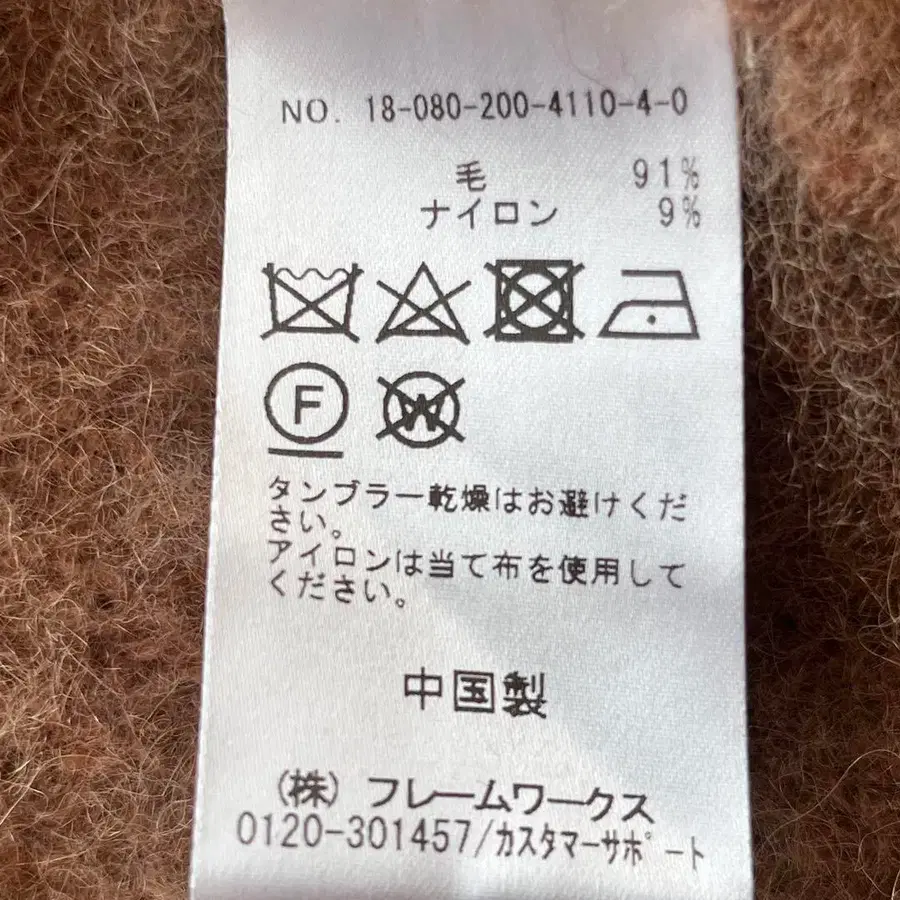 NO. 18-080-200-4110-4-0
毛 91%
ナイロン 9%
F W
タンブラー乾燥はお避けくだ
さい。
アイロンは当て布を使用して
ください。
中国製
(株) フレームワークス
0120-301457/カスタマーサポート